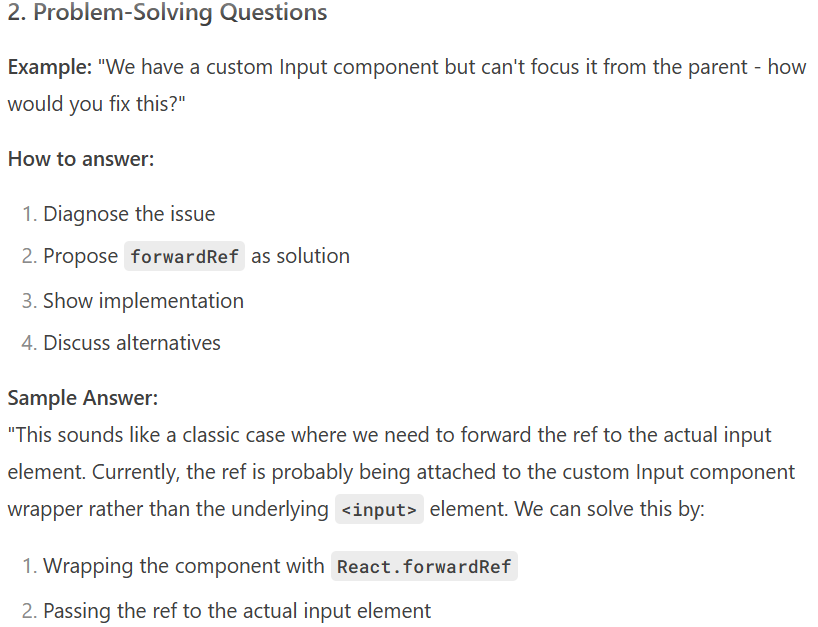 2. Problem-Solving Questions
Example: "We have a custom Input component but can't focus it from the parent - how
would you fix this?"
How to answer:
1. Diagnose the issue
2. Propose forwardRef as solution
3. Show implementation
4. Discuss alternatives
Sample Answer:
"This sounds like a classic case where we need to forward the ref to the actual input
element. Currently, the ref is probably being attached to the custom Input component
wrapper rather than the underlying <input> element. We can solve this by:
1. Wrapping the component with React.forwardRef
2. Passing the ref to the actual input element